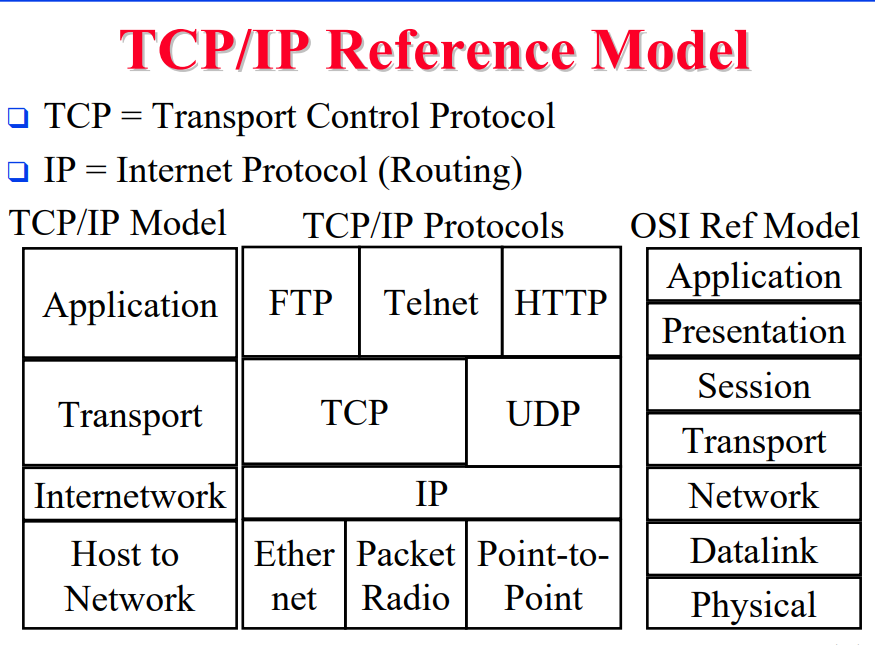 TCP/IP Reference Model
TCP = Transport Control Protocol
IP = Internet Protocol (Routing)
TCP/IP Model
TCP/IP Protocols
OSI Ref Model
Application
Transport
Internetwork
Host to
Network
FTP
Telnet
HTTP
TCP
UDP
IP
Ether
net
Packet
Radio
Point-to-
Point
Application
Presentation
Session
Transport
Network
Datalink
Physical